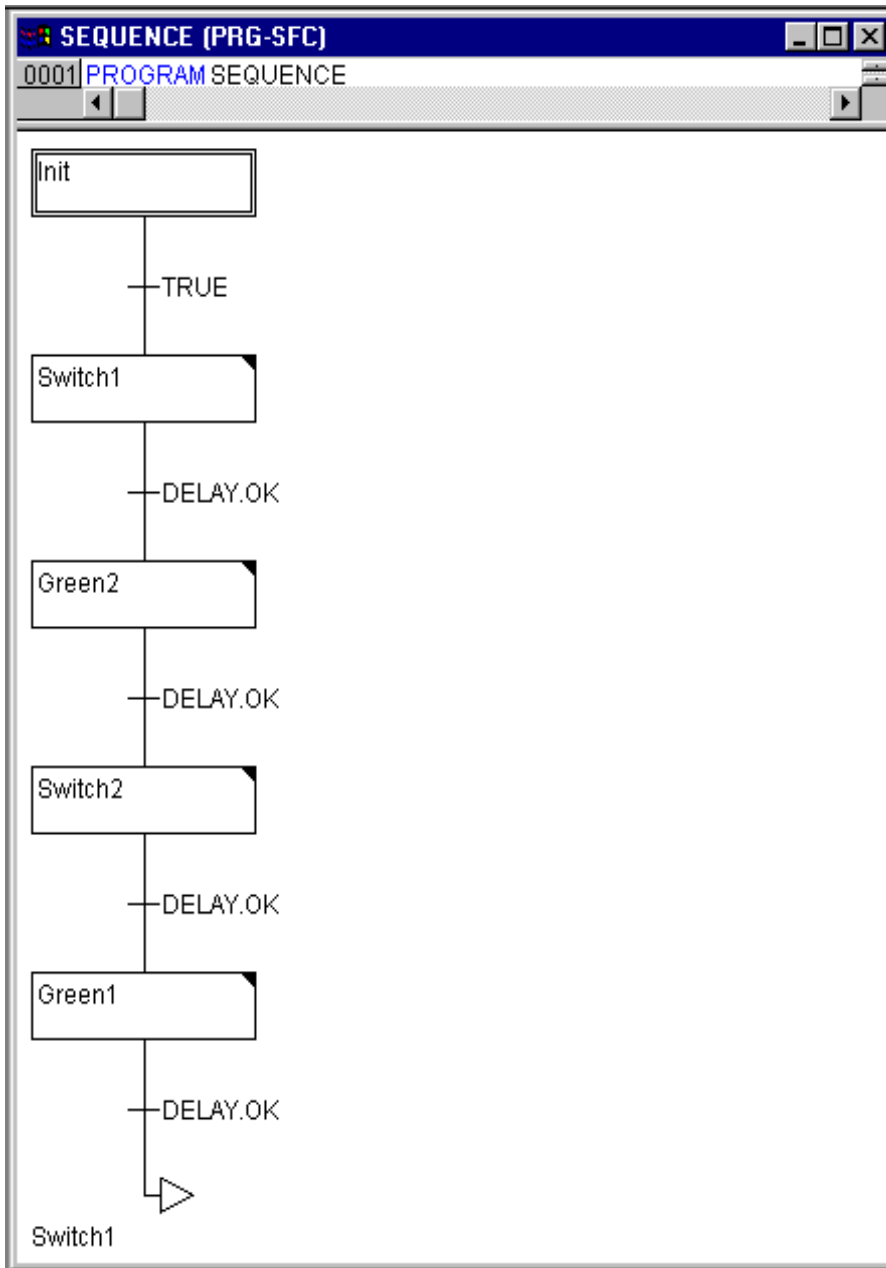 SEQUENCE (PRG-SFC)
0001 PROGRAM SEQUENCE
Init
TRUE
Switch1
DELAY.OK
Green2
DELAY.OK
Switch2
DELAY.OK
Green1
DELAY.OK
Switch1